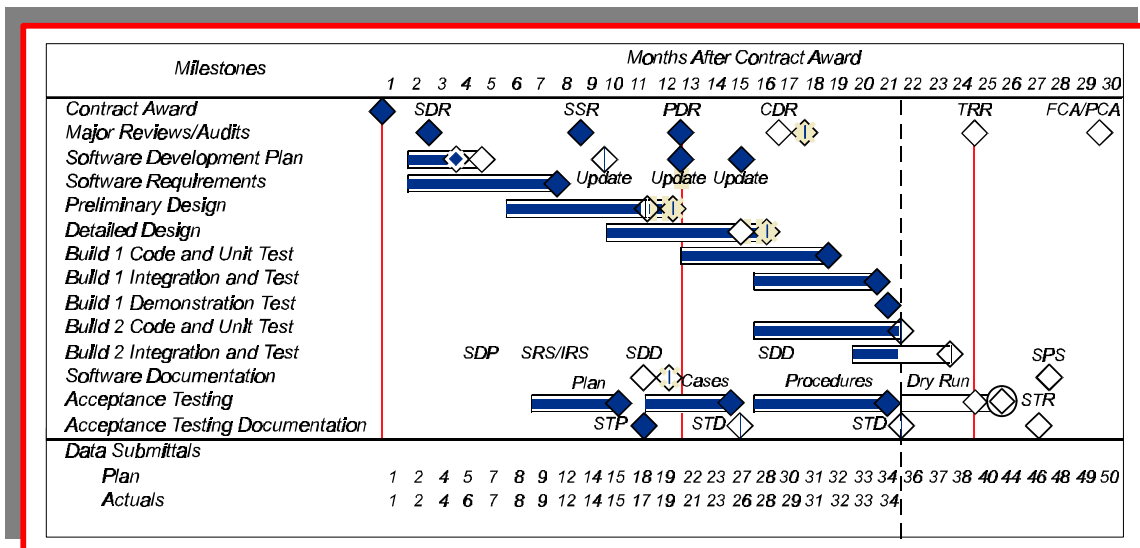 Months After Contract Award
Milestones
1 2 3 4 5 6 7 8 9 10 11 12 13 14 15 16 17 18 19 20 21 22 23 24 25 26 27 28 29 30
Contract Award SDR SSR PDR CDR TRR FCA/PCA
Major Reviews/Audits
Software Development Plan
Update Update Update
Software Requirements
Preliminary Design
Detailed Design
Build 1 Code and Unit Test
Build 1 Integration and Test
Build 1 Demonstration Test
Build 2 Code and Unit Test
Build 2 Integration and Test SDP SRS/IRS SDD SDD SPS
Software Documentation
Plan Cases Procedures Dry Run
Acceptance Testing STR
Acceptance Testing Documentation STP STD STD
Data Submittals
Plan 1 2 4 5 7 8 9 12 14 15 18 19 22 23 27 28 30 31 32 33 34 36 37 38 40 44 46 48 49 50
Actuals 1 2 4 6 7 8 9 12 14 15 17 19 21 23 26 28 29 31 32 33 34